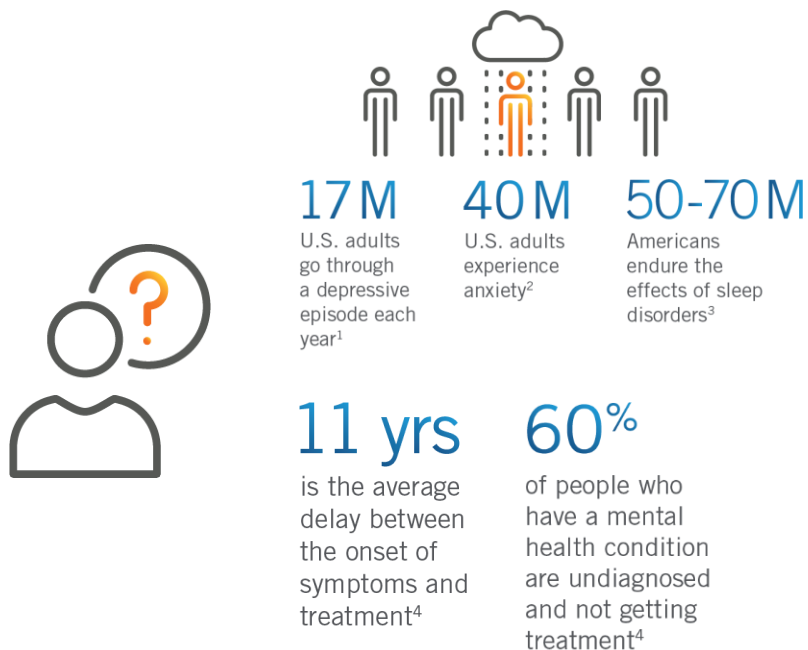 ?
17 M
U.S. adults
go through
a depressive
episode each
year¹
40 M
U.S. adults
experience
anxiety²
50-70 M
Americans
endure the
effects of sleep
disorders³
11 yrs
is the average
delay between
the onset of
symptoms and
treatment⁴
60%
of people who
have a mental
health condition
are undiagnosed
and not getting
treatment⁴